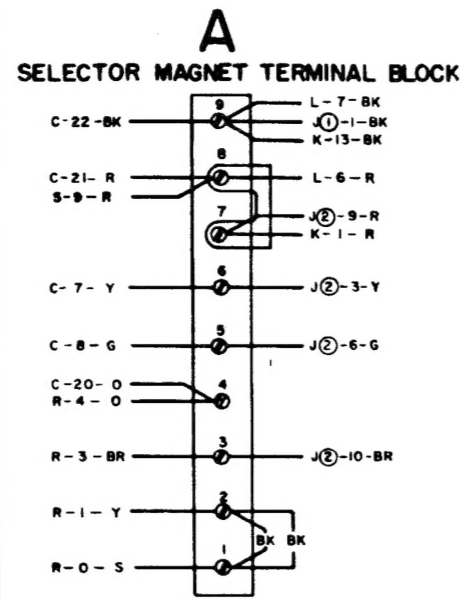 A
SELECTOR MAGNET TERMINAL BLOCK
9
L-7-BK
C-22-BK
J①-1-BK
K-13-BK
8
C-21-R
L-6-R
S-9-R
7
J②-9-R
K-1-R
6
C-7-Y
J②-3-Y
5
C-8-G
J②-6-G
C-20-O
4
R-4-O
3
R-3-BR
J②-10-BR
2
R-1-Y
BK BK
1
R-0-S